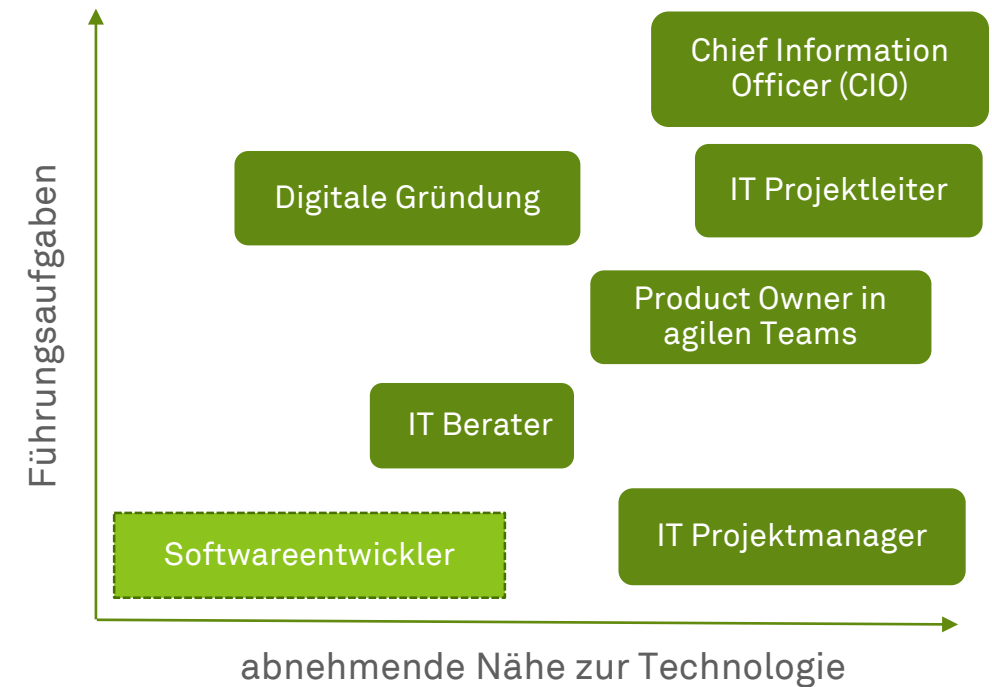 Chief Information
Officer (CIO)
Digitale Gründung
IT Projektleiter
Führungsaufgaben
Product Owner in
agilen Teams
IT Berater
IT Projektmanager
Softwareentwickler
abnehmende Nähe zur Technologie